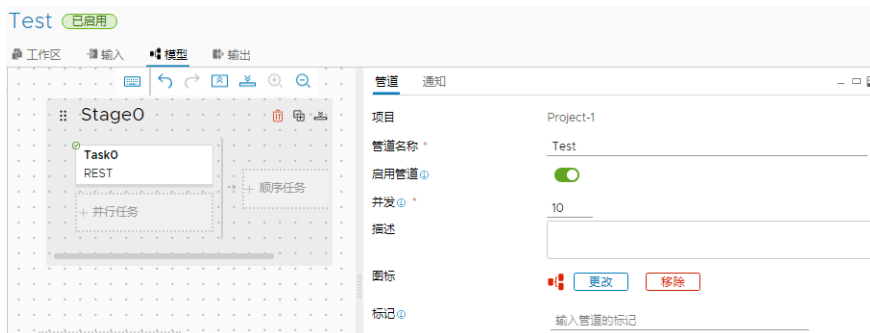 Test 已启用
工作区 输入 模型 输出
管道 通知
Stage0
Task0
REST
+ 顺序任务
+ 并行任务
项目 Project-1
管道名称 * Test
启用管道
并发 * 10
描述
图标 更改 移除
标记 输入管道的标记